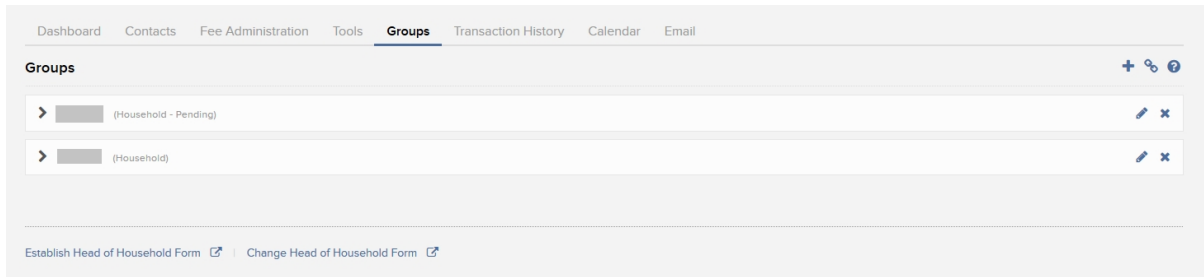 Dashboard Contacts Fee Administration Tools Groups Transaction History Calendar Email
Groups
(Household - Pending)
(Household)
Establish Head of Household Form | Change Head of Household Form